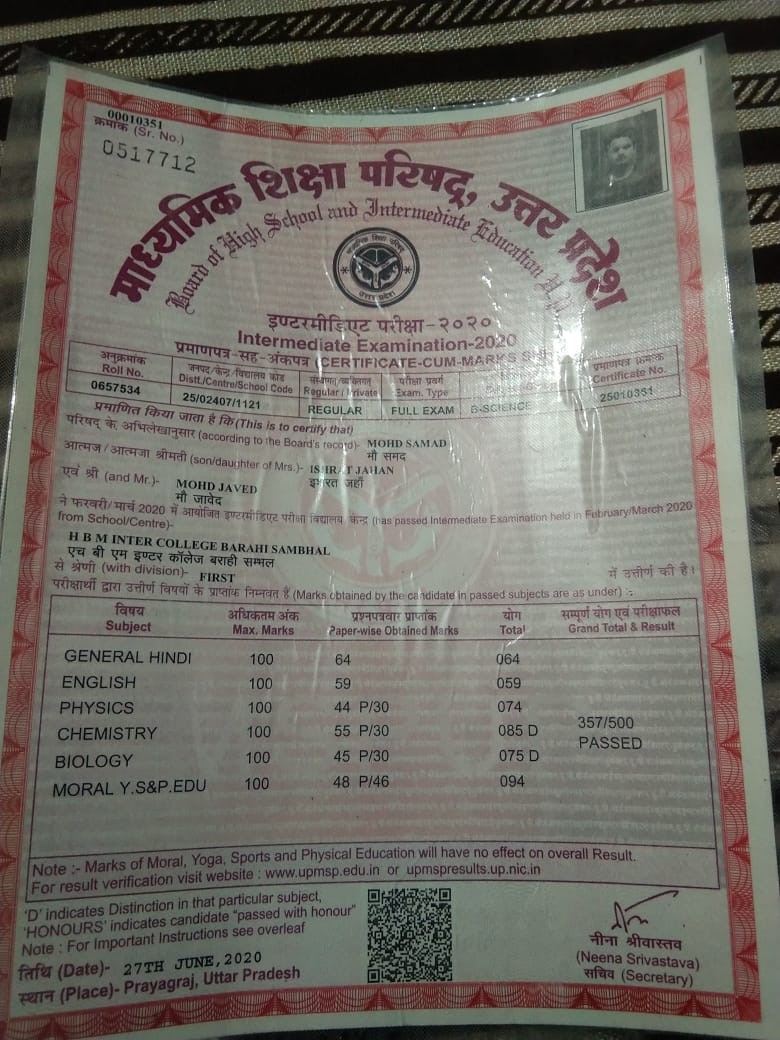 00010351
क्रमांक (Sr. No.)
0517712
माध्यमिक शिक्षा परिषद्, उत्तर प्रदेश
Board of High School and Intermediate Education U.P.
माध्यमिक शिक्षा परिषद्
उत्तर प्रदेश
इण्टरमीडिएट परीक्षा-२०२०
Intermediate Examination-2020
प्रमाणपत्र-सह-अंकपत्र (CERTIFICATE-CUM-MARKS
अनुक्रमांक जनपद/केन्द्र/विद्यालय कोड संस्थागत/व्यक्तिगत परीक्षा प्रवर्ग प्रमाणपत्र क्रमांक
Roll No. Distt./Centre/School Code Regular / Private Exam. Type Certificate No.
0657534 25/02407/1121 REGULAR FULL EXAM B-SCIENCE 25010351
प्रमाणित किया जाता है कि (This is to certify that)
परिषद् के अभिलेखानुसार (according to the Board's record)- MOHD SAMAD
मौ समद
आत्मज/आत्मजा श्रीमती (son/daughter of Mrs.)- ISHRAT JAHAN
इशरत जहाँ
एवं श्री (and Mr.)- MOHD JAVED
मौ जावेद
ने फरवरी/मार्च 2020 में आयोजित इण्टरमीडिएट परीक्षा विद्यालय केन्द्र (has passed Intermediate Examination held in February/March 2020
from School/Centre)-
H B M INTER COLLEGE BARAHI SAMBHAL
एच बी एम इण्टर कॉलेज बराही सम्भल
से श्रेणी (with division)- FIRST में उत्तीर्ण की है।
परीक्षार्थी द्वारा उत्तीर्ण विषयों के प्राप्तांक निम्नवत हैं (Marks obtained by the candidate in passed subjects are as under) :-
विषय अधिकतम अंक प्रश्नपत्रवार प्राप्तांक योग सम्पूर्ण योग एवं परीक्षाफल
Subject Max. Marks Paper-wise Obtained Marks Total Grand Total & Result
GENERAL HINDI 100 64 064
ENGLISH 100 59 059
PHYSICS 100 44 P/30 074
CHEMISTRY 100 55 P/30 085 D 357/500
PASSED
BIOLOGY 100 45 P/30 075 D
MORAL Y.S&P.EDU 100 48 P/46 094
Note :- Marks of Moral, Yoga, Sports and Physical Education will have no effect on overall Result.
For result verification visit website : www.upmsp.edu.in or upmspresults.up.nic.in
'D' indicates Distinction in that particular subject,
'HONOURS' indicates candidate "passed with honour"
Note : For Important Instructions see overleaf
तिथि (Date)- 27TH JUNE,2020
स्थान (Place)- Prayagraj, Uttar Pradesh
नीना श्रीवास्तव
(Neena Srivastava)
सचिव (Secretary)